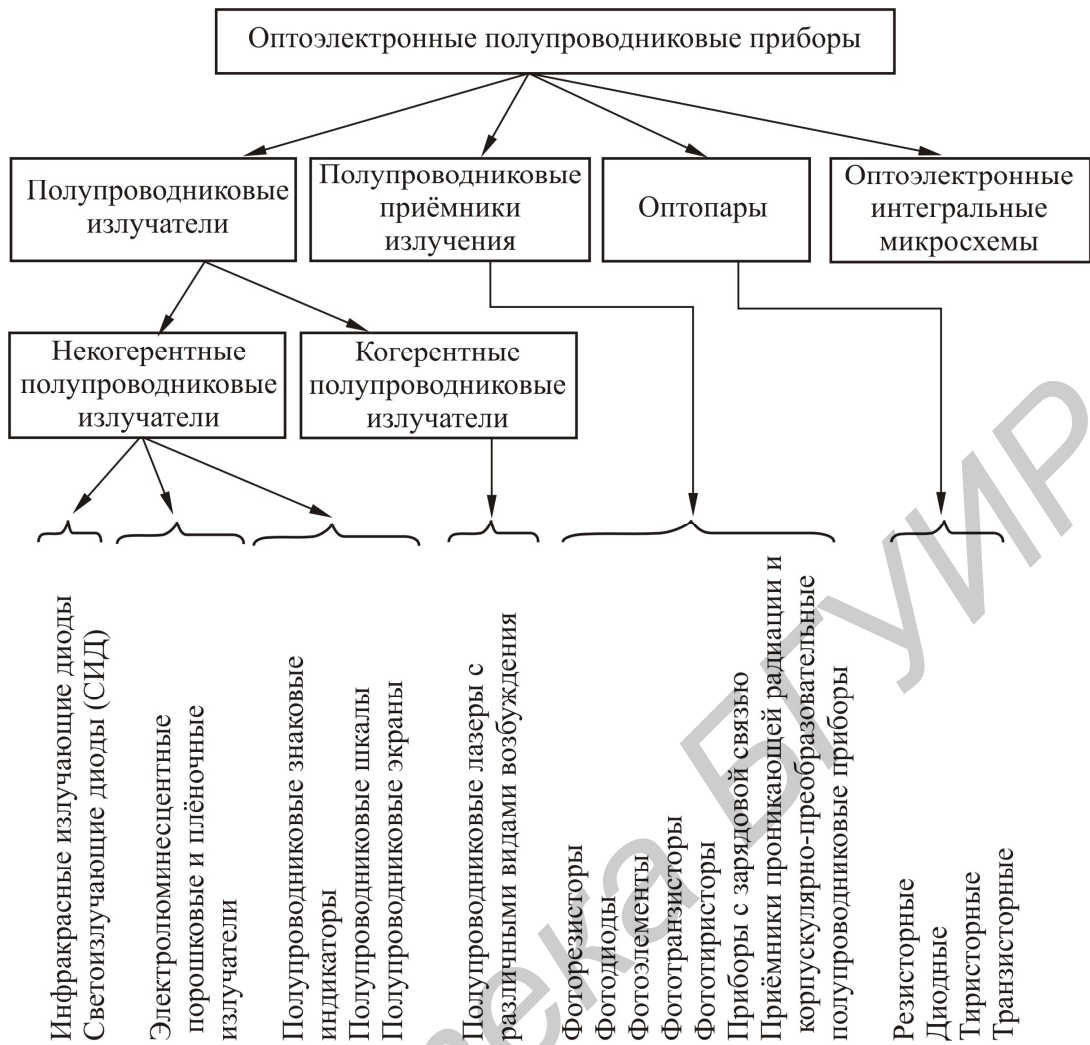 Оптоэлектронные полупроводниковые приборы
Полупроводниковые
излучатели
Полупроводниковые
приёмники
излучения
Оптопары
Оптоэлектронные
интегральные
микросхемы
Некогерентные
полупроводниковые
излучатели
Когерентные
полупроводниковые
излучатели
Инфракрасные излучающие диоды
Светоизлучающие диоды (СИД)
Электролюминесцентные
порошковые и плёночные
излучатели
Полупроводниковые знаковые
индикаторы
Полупроводниковые шкалы
Полупроводниковые экраны
Полупроводниковые лазеры с
различными видами возбуждения
Фоторезисторы
Фотодиоды
Фотоэлементы
Фототранзисторы
Фототиристоры
Приборы с зарядовой связью
Приёмники проникающей радиации и
корпускулярно-преобразовательные
полупроводниковые приборы
Резисторные
Диодные
Тиристорные
Транзисторные
БГУИР